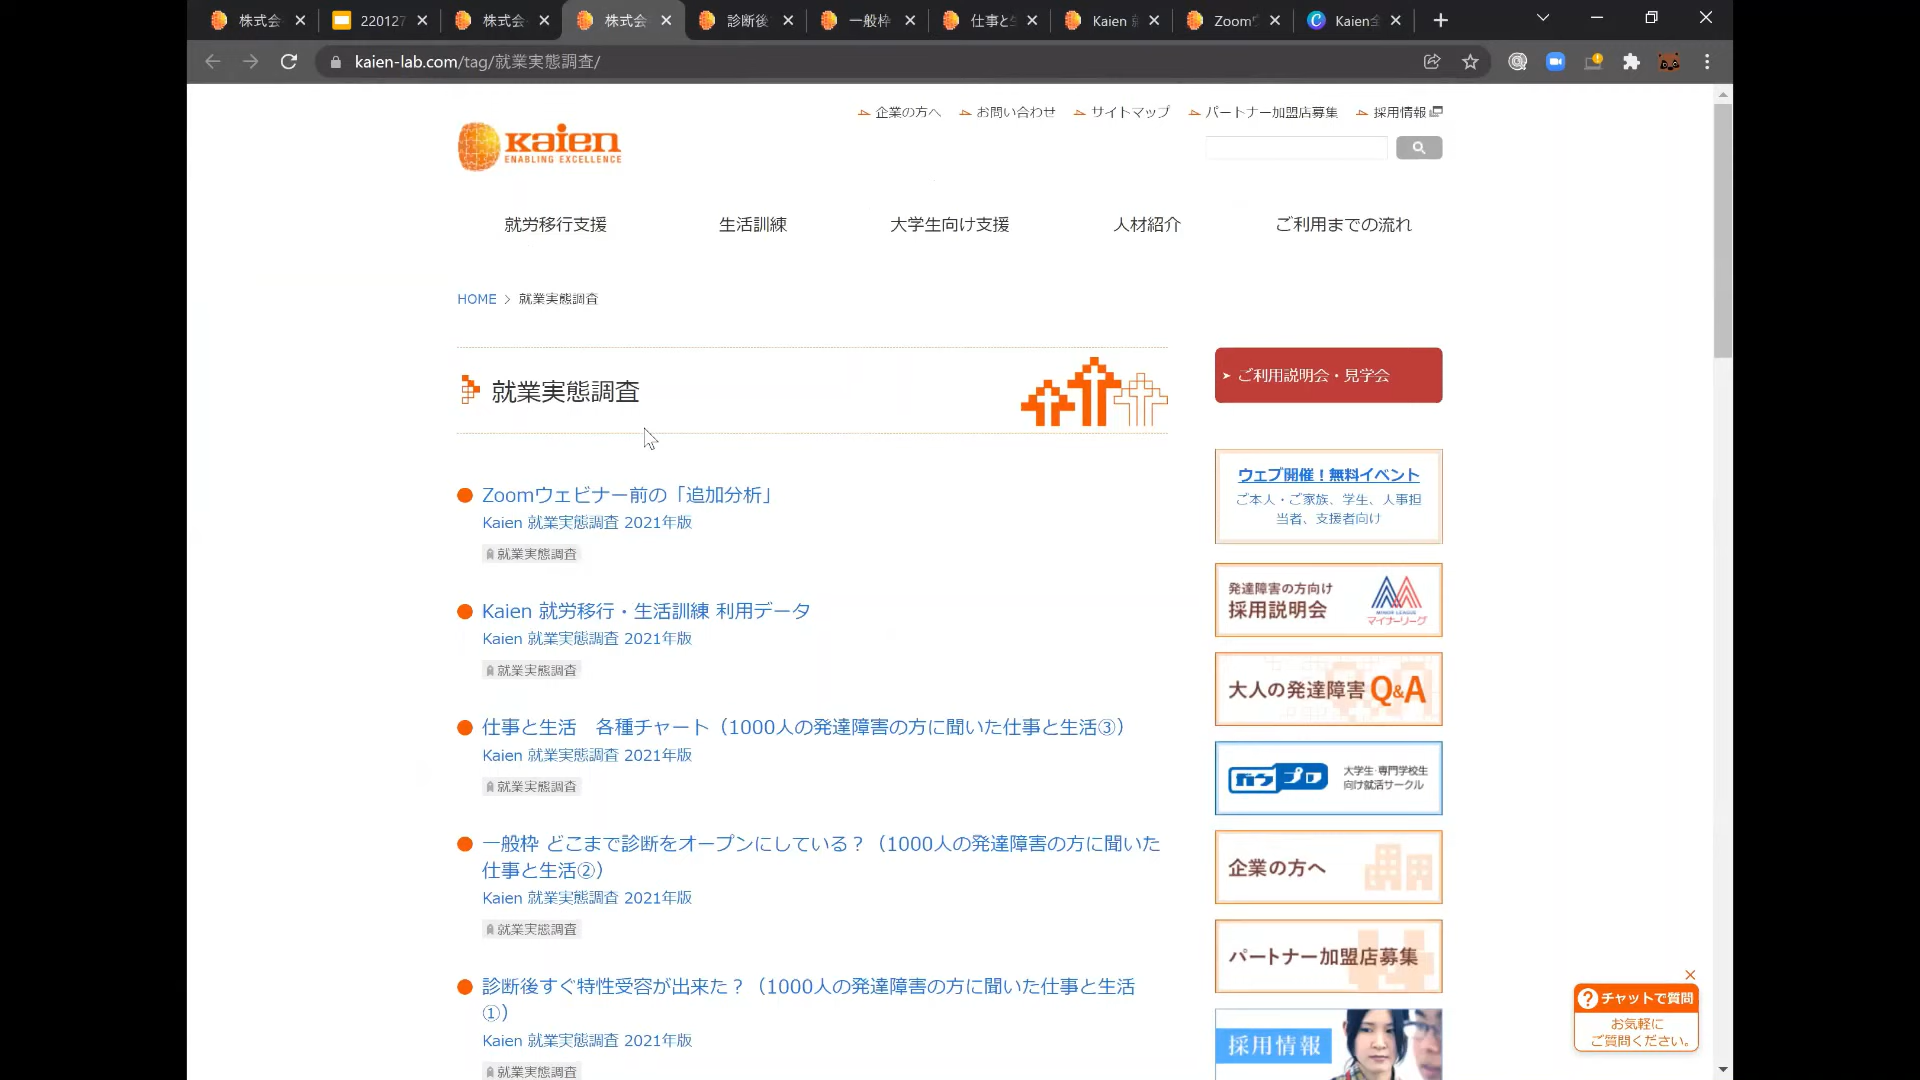 株式会
220127
株式会
株式会
診断後
一般枠
仕事と
Kaien
Zoom
Kaien
kaien-lab.com/tag/就業実態調査/
企業の方へ
お問い合わせ
サイトマップ
パートナー加盟店募集
採用情報
kaien
ENABLING EXCELLENCE
就労移行支援
生活訓練
大学生向け支援
人材紹介
ご利用までの流れ
HOME > 就業実態調査
就業実態調査
Zoomウェビナー前の「追加分析」
Kaien 就業実態調査 2021年版
就業実態調査
Kaien 就労移行・生活訓練 利用データ
Kaien 就業実態調査 2021年版
就業実態調査
仕事と生活　各種チャート（1000人の発達障害の方に聞いた仕事と生活③）
Kaien 就業実態調査 2021年版
就業実態調査
一般枠 どこまで診断をオープンにしている？（1000人の発達障害の方に聞いた
仕事と生活②）
Kaien 就業実態調査 2021年版
就業実態調査
診断後すぐ特性受容が出来た？（1000人の発達障害の方に聞いた仕事と生活
①）
Kaien 就業実態調査 2021年版
就業実態調査
ご利用説明会・見学会
ウェブ開催！無料イベント
ご本人・ご家族、学生、人事担
当者、支援者向け
発達障害の方向け
採用説明会
MINOR LEAGUE
マイナーリーグ
大人の発達障害 Q&A
ガクプロ
大学生・専門学校生
向け就活サークル
企業の方へ
パートナー加盟店募集
採用情報
チャットで質問
お気軽に
ご質問ください。